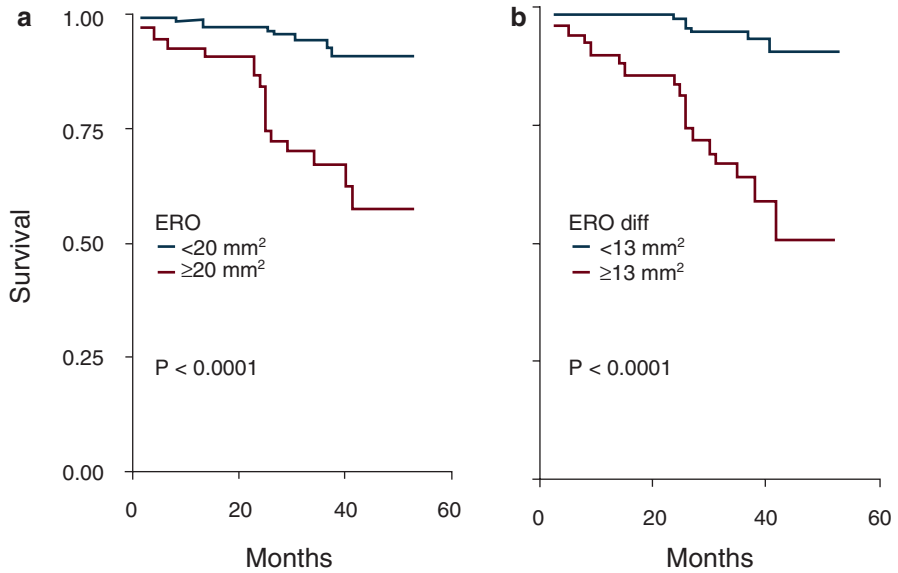 a
1.00
0.75
0.50
0.25
0.00
Survival
ERO
<20 mm²
≥20 mm²
P < 0.0001
0 20 40 60
Months
b
ERO diff
<13 mm²
≥13 mm²
P < 0.0001
0 20 40 60
Months